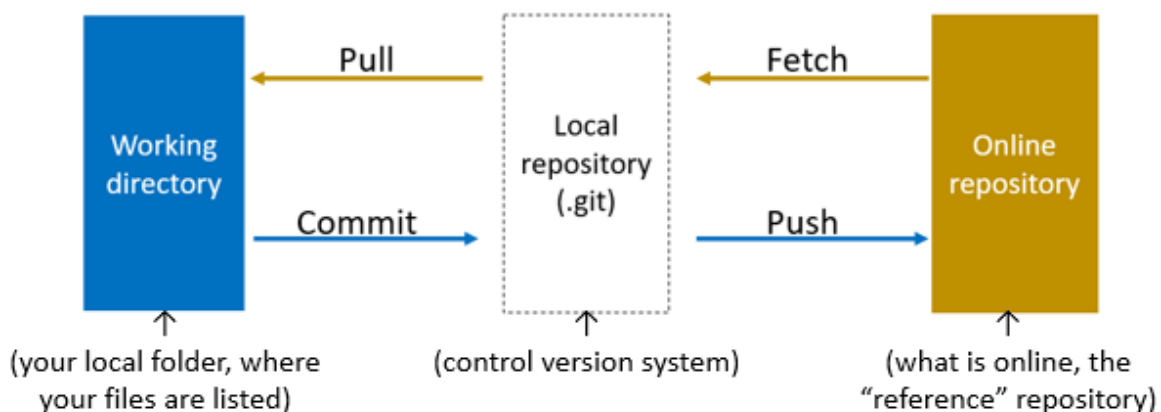 Pull
Fetch
Working
directory
Local
repository
(.git)
Online
repository
Commit
Push
(your local folder, where
your files are listed)
(control version system)
(what is online, the
“reference” repository)